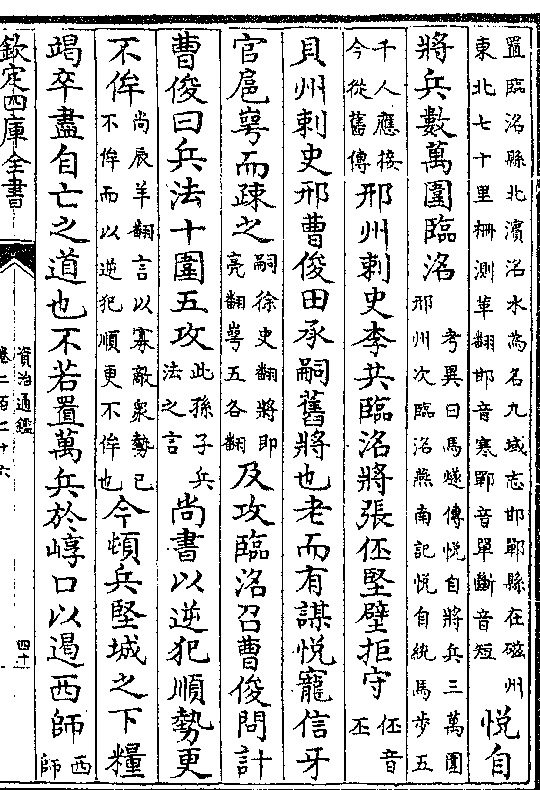 置臨洺縣北濱洺水為名九域志邯鄲縣在磁州
東北七十里柵測革翻邯音寒鄲音單斷音短
悅自
將兵數萬圍臨洺
考異曰馬燧傳悅自將兵三萬圍
邢州次臨洺燕南記悅自統馬步五
千人應接
今從舊傳
邢州刺史李共臨洺將張伾堅壁拒守
伾音
丕
貝州刺史邢曹俊田承嗣舊將也老而有謀悅寵信牙
官扈崿而疎之
嗣徐史翻將即
亮翻崿五各翻
及攻臨洺召曹俊問計
曹俊曰兵法十圍五攻
此孫子兵
法之言
尚書以逆犯順勢更
不侔
尚辰羊翻言以寡敵衆勢已
不侔而以逆犯順更不侔也
今頓兵堅城之下糧
竭卒盡自亡之道也不若置萬兵於崞口以遏西師
西
師
欽定四庫全書
資治通鑑
卷二百二十六
四十